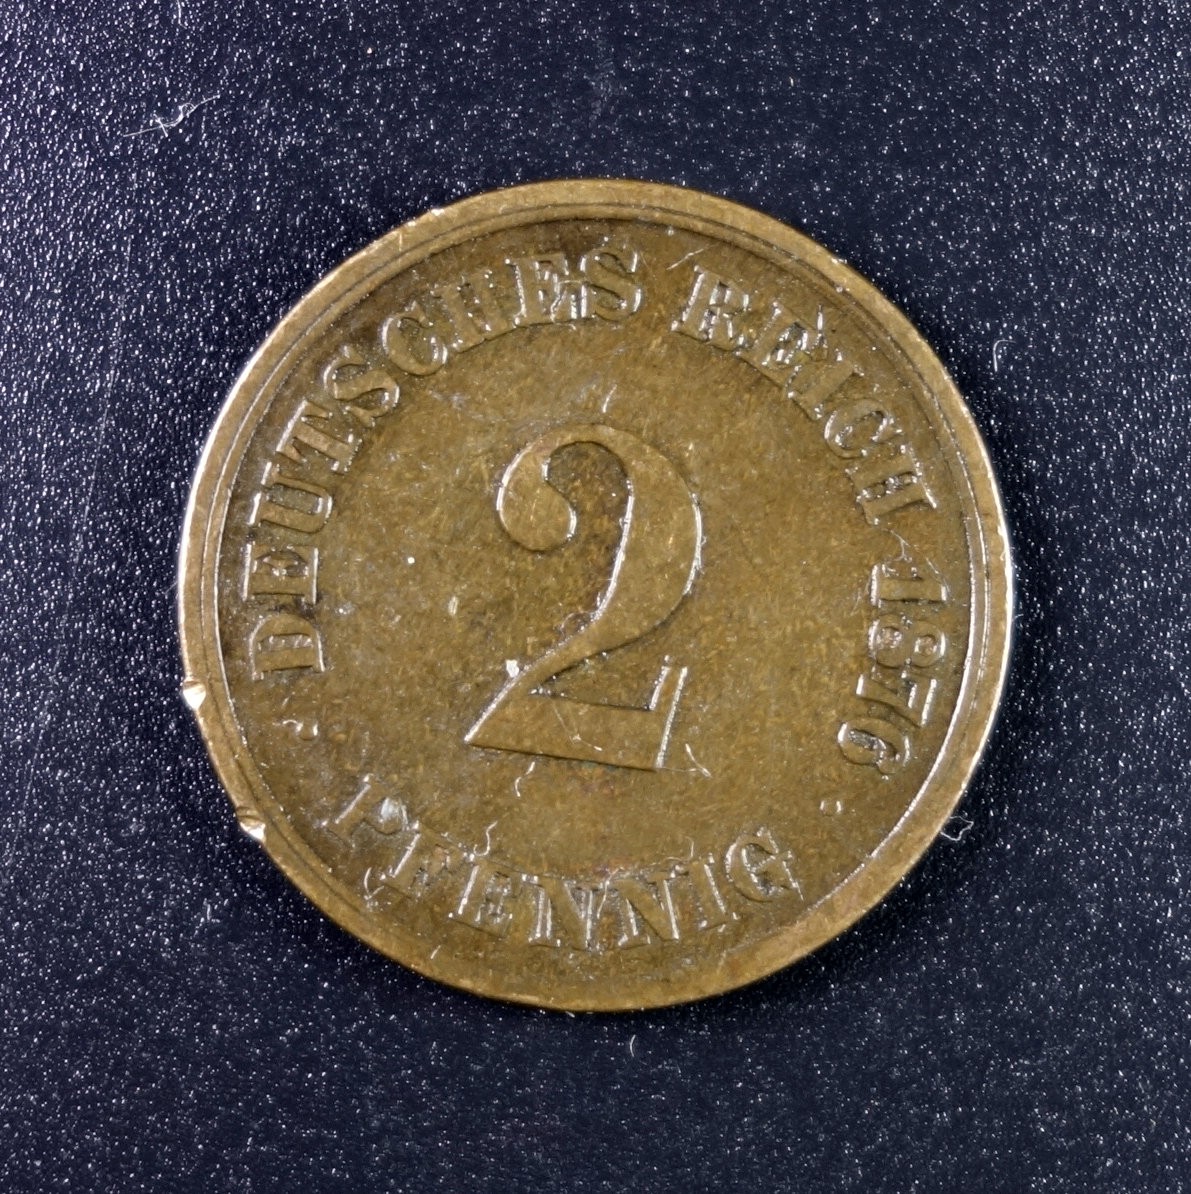 DEUTSCHES REICH 1876
2
PFENNIG